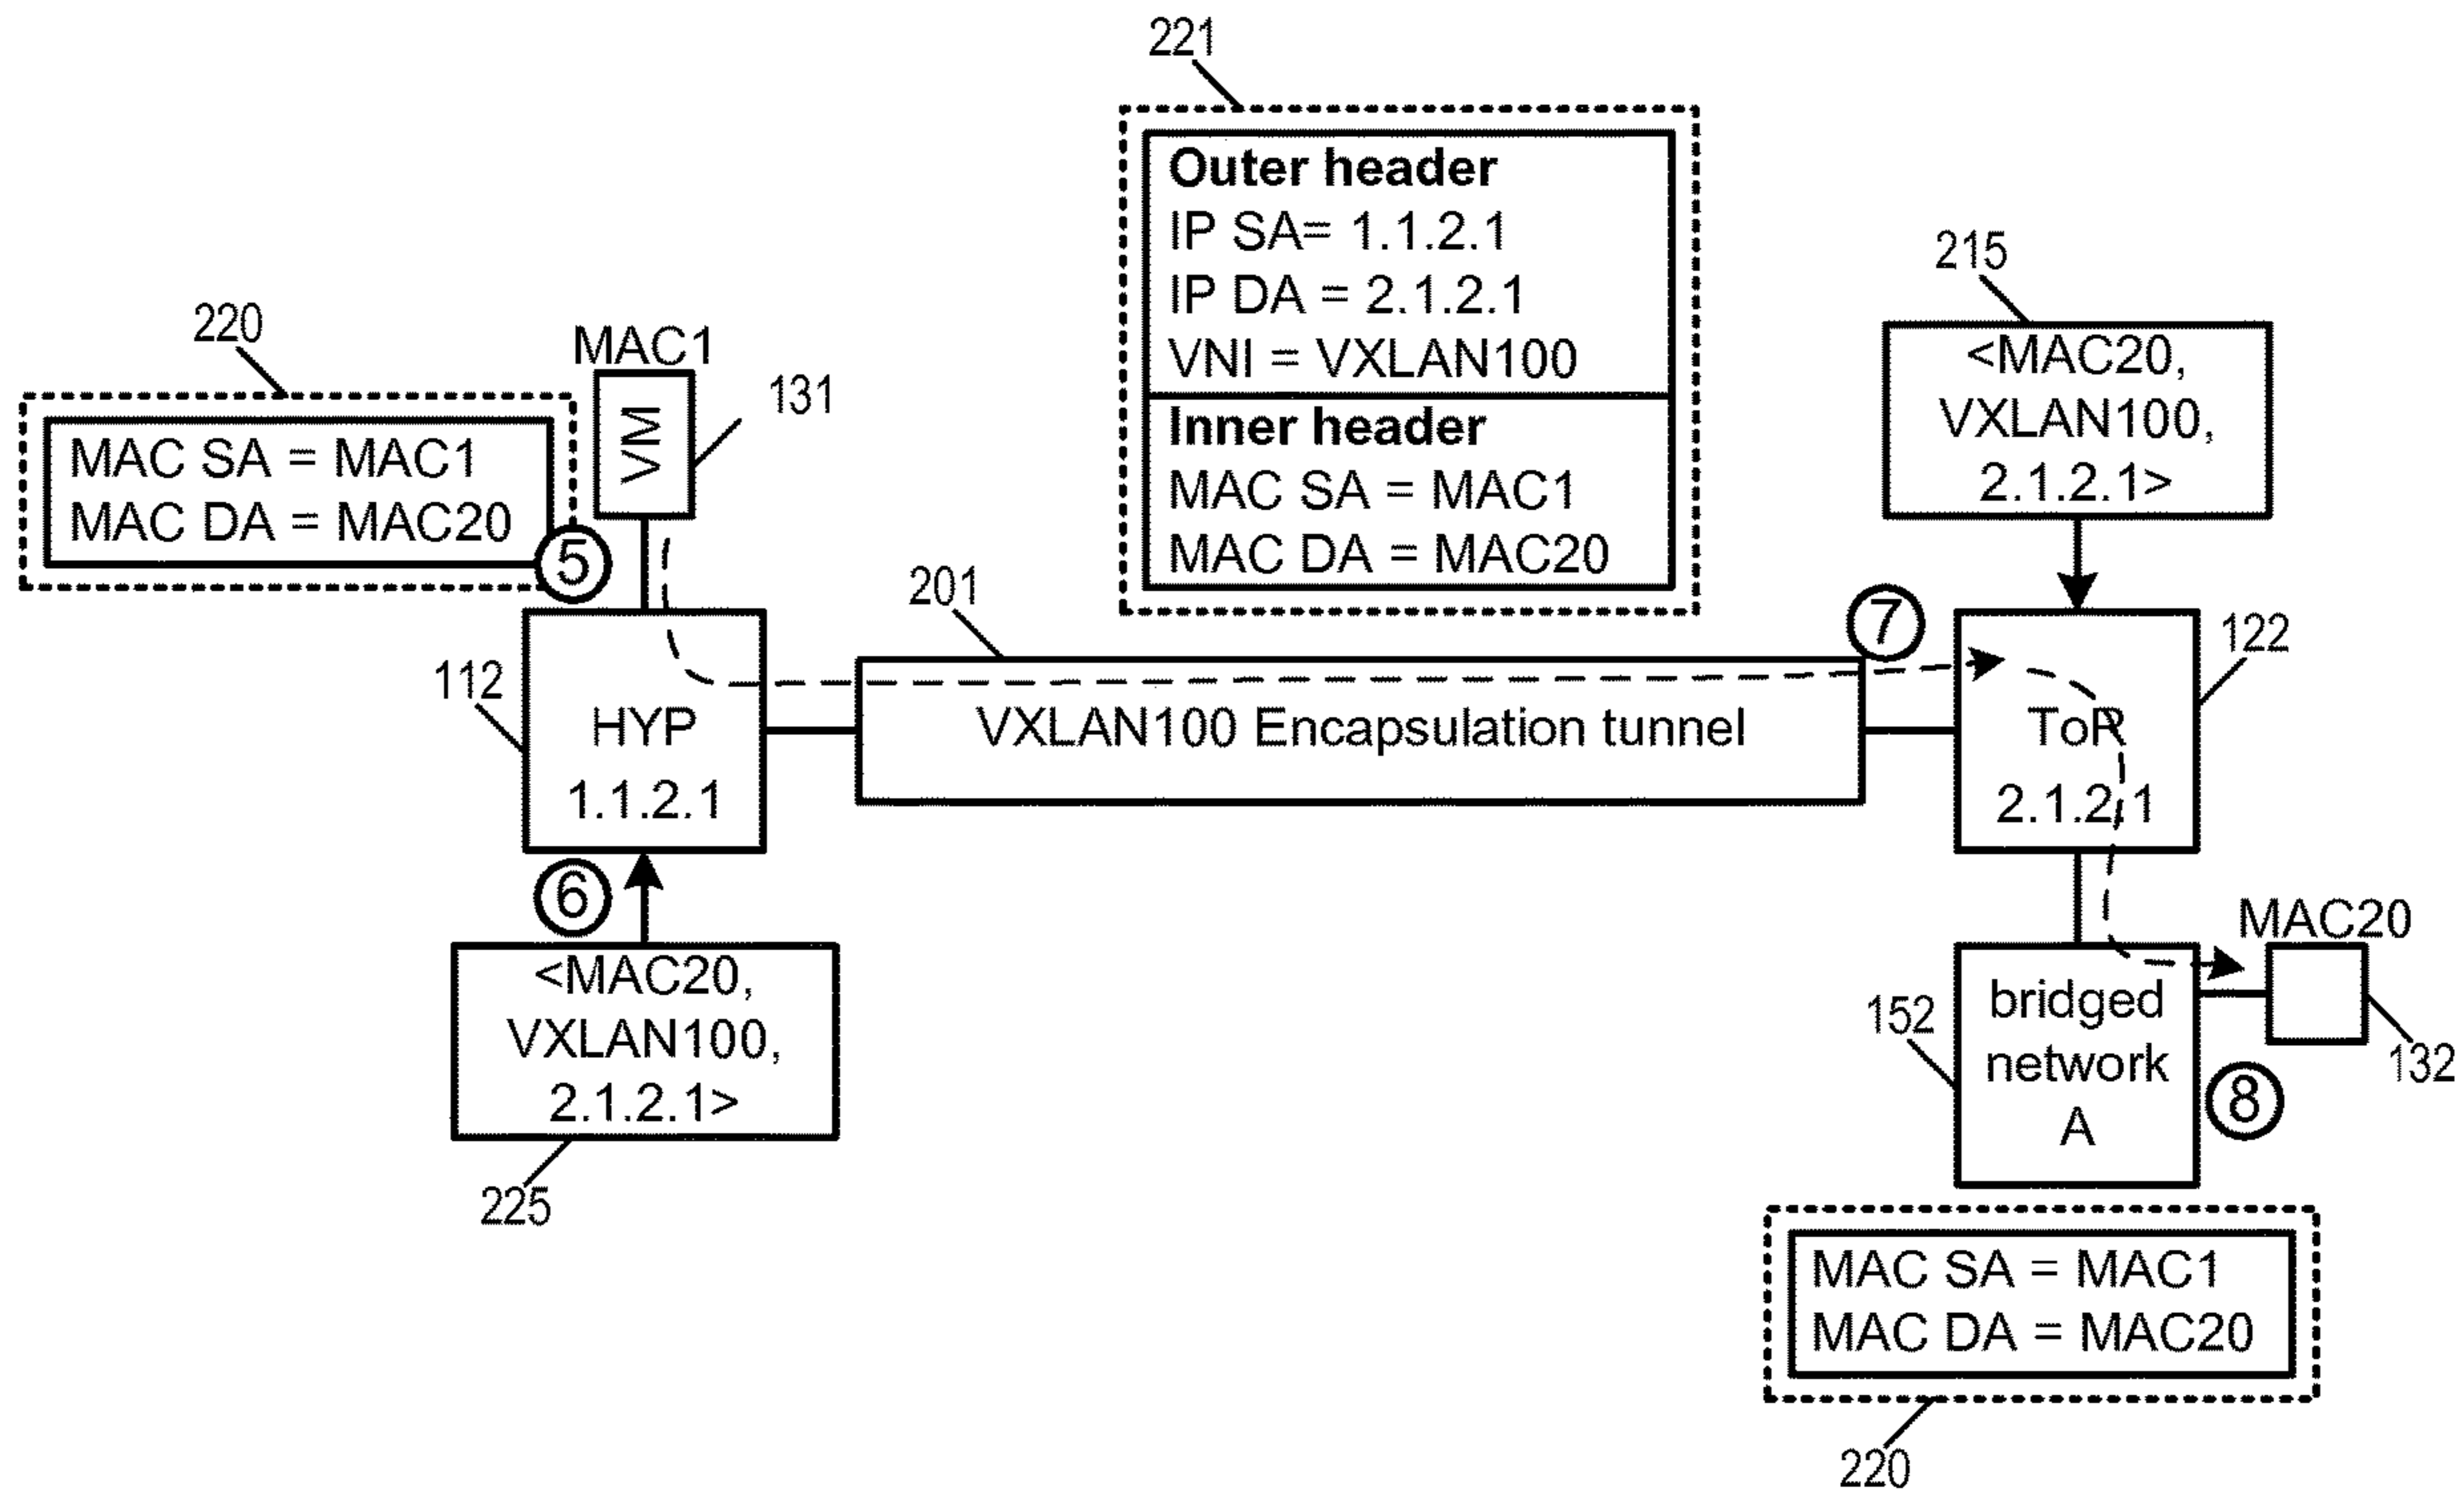 221
Outer header
IP SA= 1.1.2.1
IP DA = 2.1.2.1
VNI = VXLAN100
Inner header
MAC SA = MAC1
MAC DA = MAC20
220
MAC SA = MAC1
MAC DA = MAC20
5
MAC1
VM
131
215
<MAC20,
VXLAN100,
2.1.2.1>
201
7
122
112
HYP
1.1.2.1
VXLAN100 Encapsulation tunnel
ToR
2.1.2.1
6
<MAC20,
VXLAN100,
2.1.2.1>
225
MAC20
152
bridged
network
A
132
8
MAC SA = MAC1
MAC DA = MAC20
220